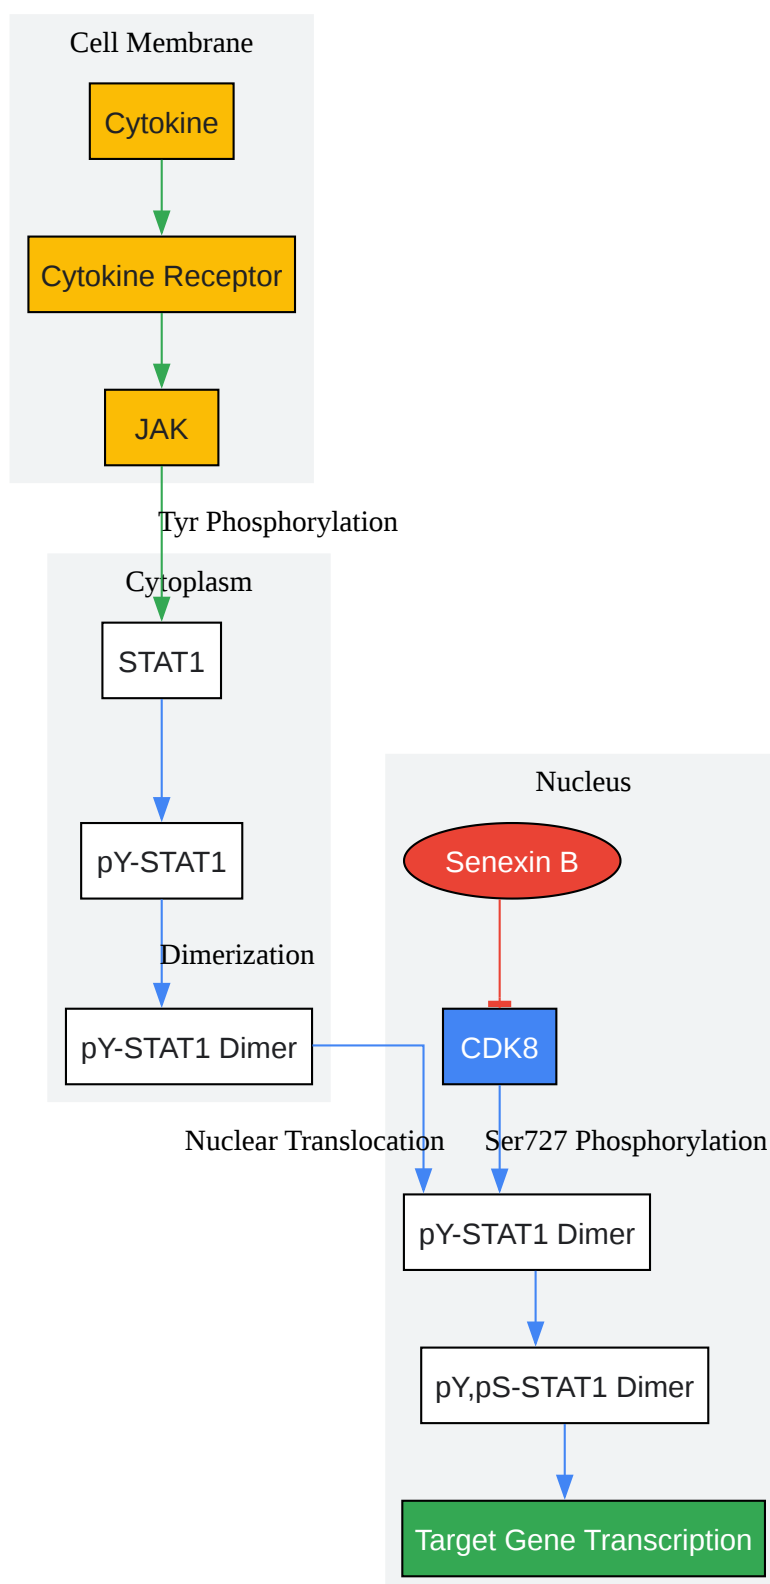 Cell Membrane
Cytokine
Cytokine Receptor
JAK
Tyr Phosphorylation
Cytoplasm
STAT1
pY-STAT1
Dimerization
pY-STAT1 Dimer
Nuclear Translocation
Nucleus
Senexin B
CDK8
Ser727 Phosphorylation
pY-STAT1 Dimer
pY,pS-STAT1 Dimer
Target Gene Transcription